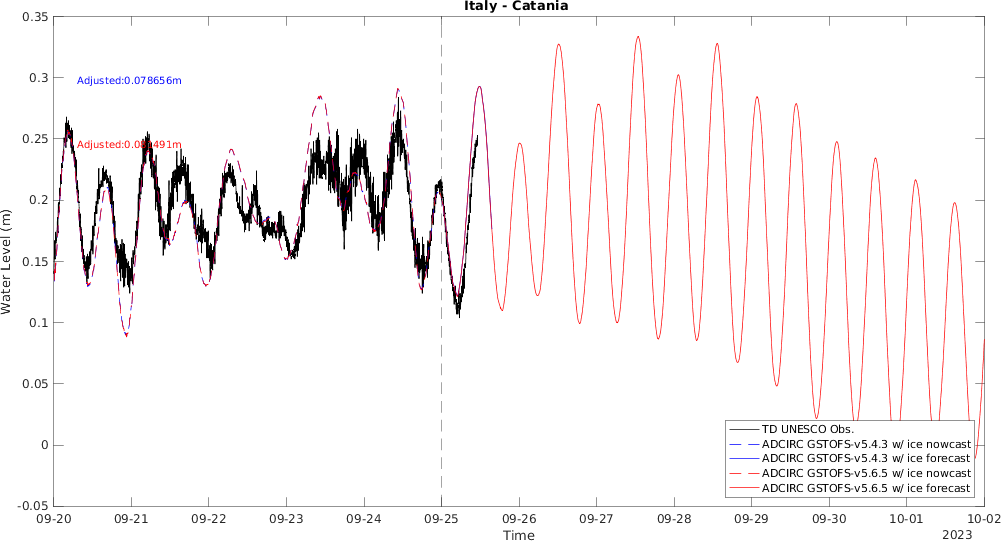 Italy - Catania
0.35
0.3
0.25
0.2
0.15
0.1
0.05
0
-0.05
Water Level (m)
Adjusted:0.078656m
TD UNESCO Obs.
ADCIRC GSTOFS-v5.4.3 w/ ice nowcast
ADCIRC GSTOFS-v5.4.3 w/ ice forecast
ADCIRC GSTOFS-v5.6.5 w/ ice nowcast
ADCIRC GSTOFS-v5.6.5 w/ ice forecast
09-20 09-21 09-22 09-23 09-24 09-25 09-26 09-27 09-28 09-29 09-30 10-01 10-02
Time
2023